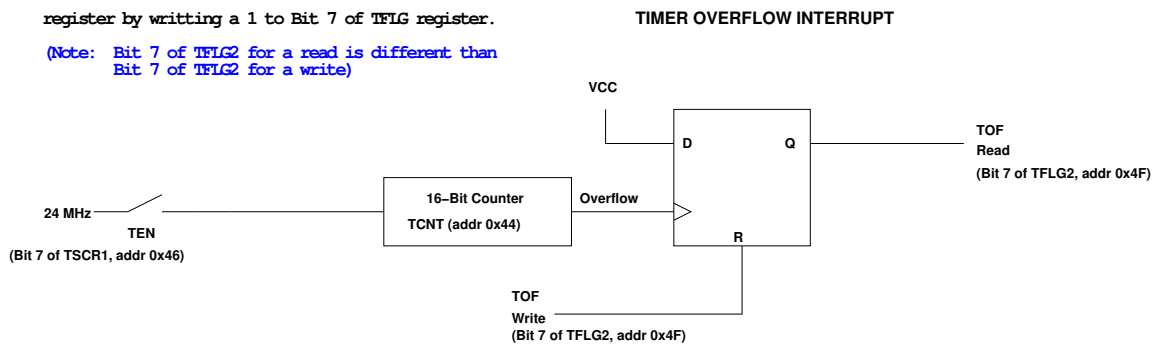 register by writting a 1 to Bit 7 of TFLG register.
TIMER OVERFLOW INTERRUPT
(Note: Bit 7 of TFLG2 for a read is different than
Bit 7 of TFLG2 for a write)
VCC
D
Q
TOF
Read
(Bit 7 of TFLG2, addr 0x4F)
24 MHz
TEN
(Bit 7 of TSCR1, addr 0x46)
16−Bit Counter
TCNT (addr 0x44)
Overflow
R
TOF
Write
(Bit 7 of TFLG2, addr 0x4F)